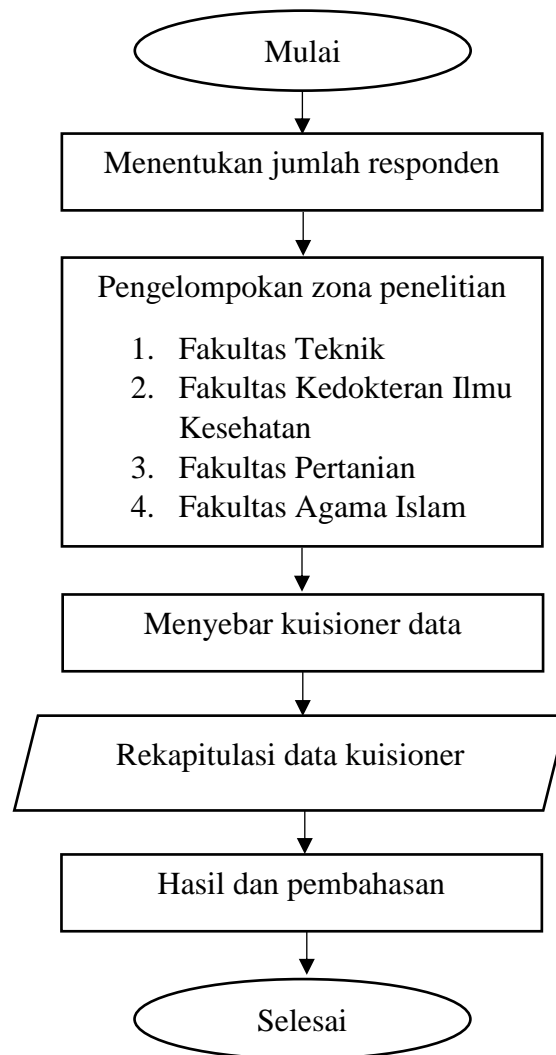 Mulai
Menentukan jumlah responden
Pengelompokan zona penelitian
1. Fakultas Teknik
2. Fakultas Kedokteran Ilmu
Kesehatan
3. Fakultas Pertanian
4. Fakultas Agama Islam
Menyebar kuisioner data
Rekapitulasi data kuisioner
Hasil dan pembahasan
Selesai